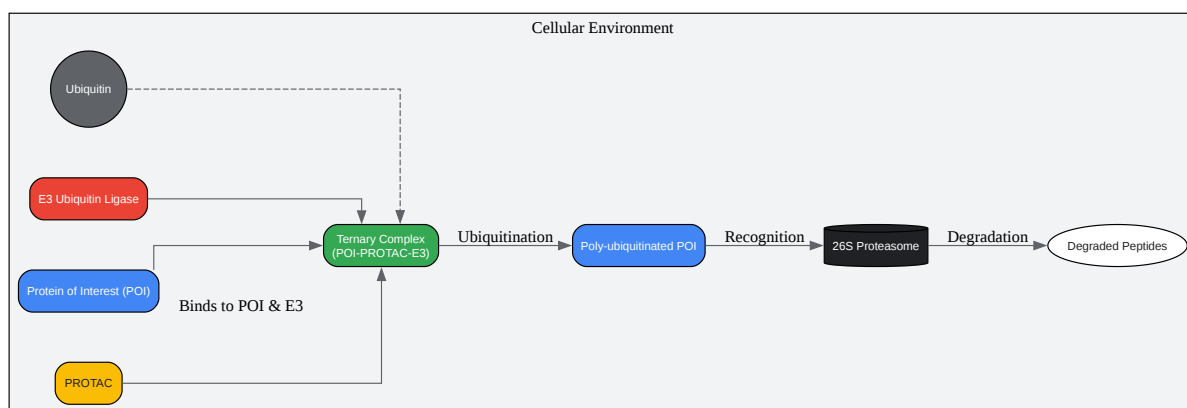 Cellular Environment
Ubiquitin
E3 Ubiquitin Ligase
Ternary Complex
(POI-PROTAC-E3)
Ubiquitination
Poly-ubiquitinated POI
Recognition
26S Proteasome
Degradation
Degraded Peptides
Protein of Interest (POI)
Binds to POI & E3
PROTAC